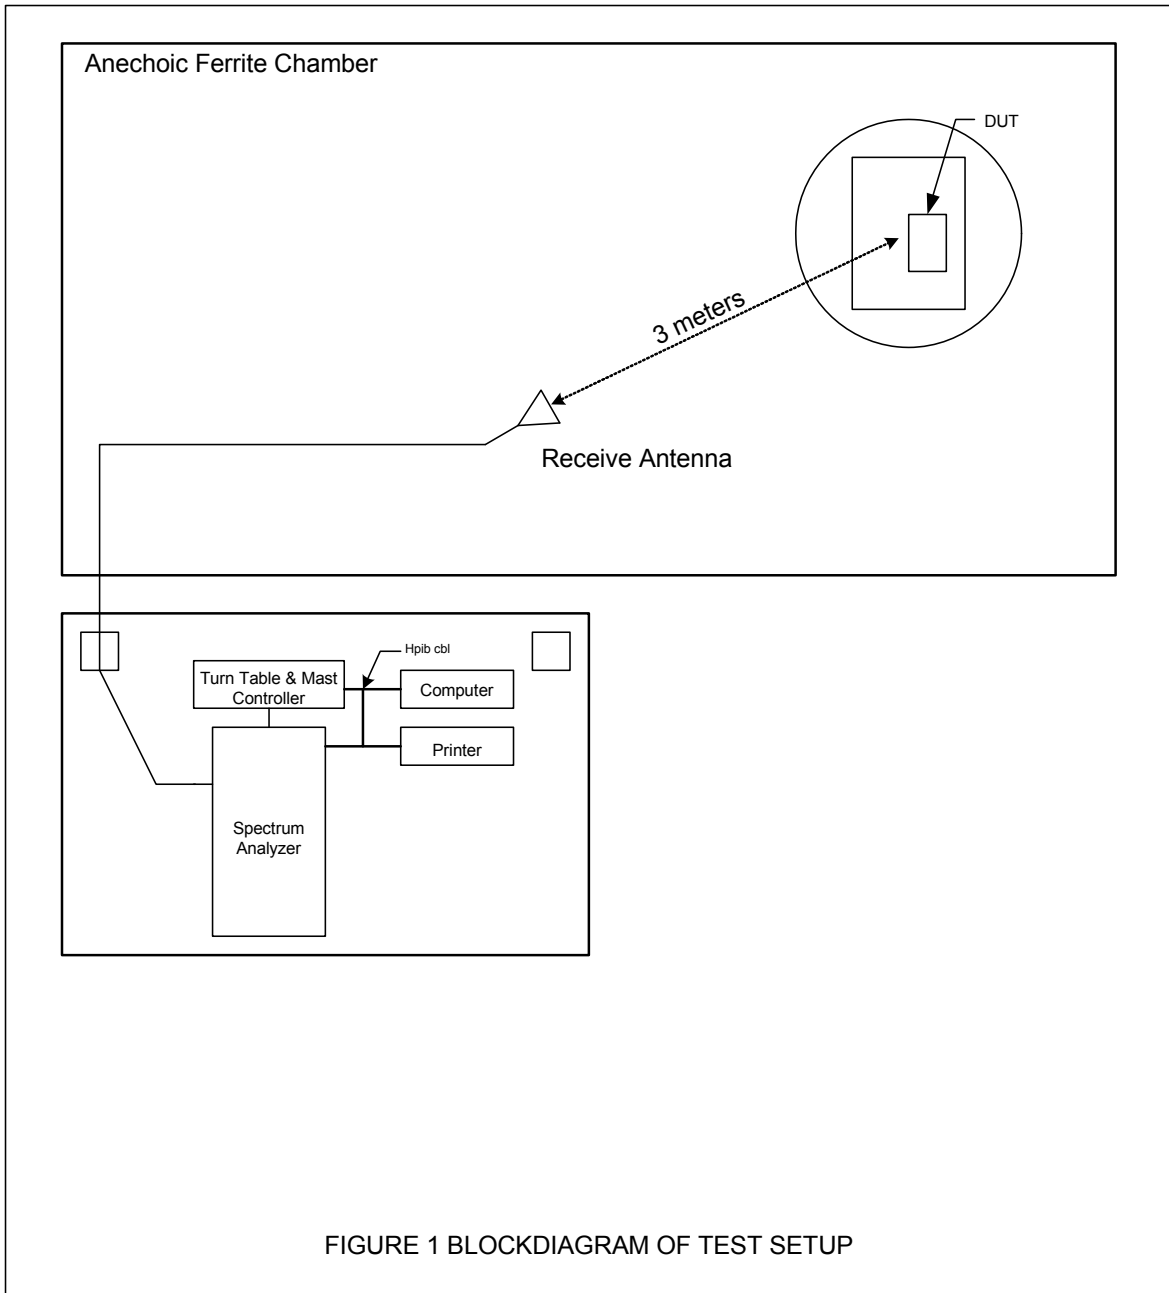 Anechoic Ferrite Chamber
DUT
3 meters
Receive Antenna
Hpib cbl
Turn Table & Mast
Controller
Computer
Printer
Spectrum
Analyzer
FIGURE 1 BLOCKDIAGRAM OF TEST SETUP